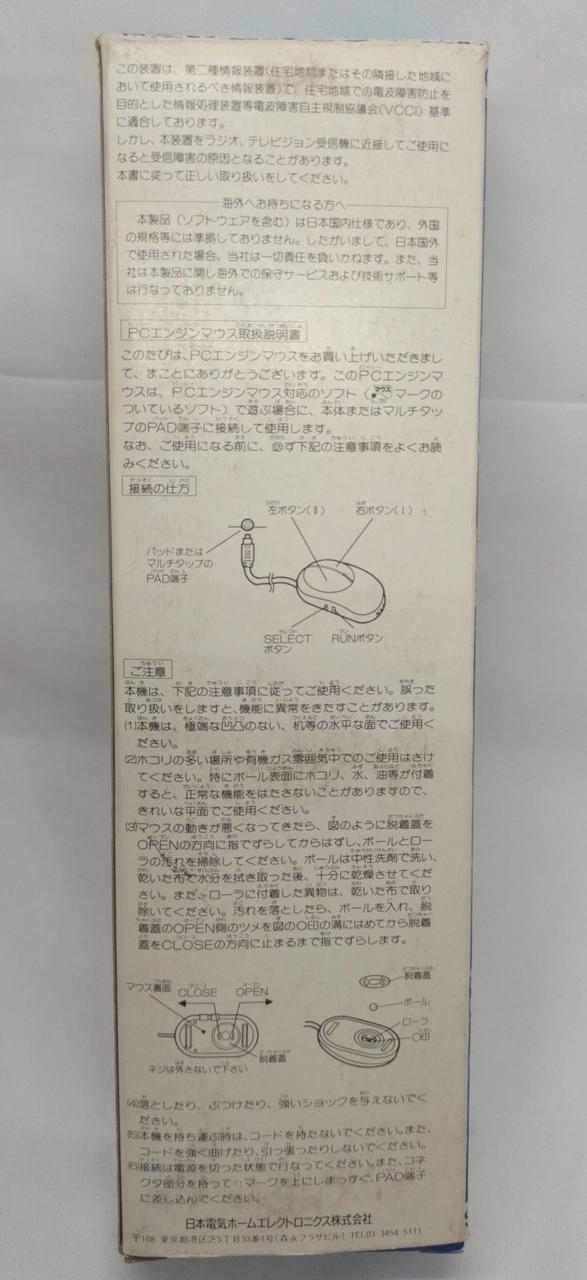 この装置は、第二種情報装置(住宅地域またはその隣接した地域に
おいて使用されるべき情報装置)で、住宅地域での電波障害防止を
目的とした情報処理装置等電波障害自主規制協議会(VCCI)基準
に適合しております。
しかし、本装置をラジオ、テレビジョン受信機に近接してご使用に
なると受信障害の原因となることがあります。
本書に従って正しい取り扱いをしてください。
海外へお持ちになる方へ
本製品(ソフトウエアを含む)は日本国内仕様であり、外国
の規格等には準拠しておりません。したがいまして、日本国外
で使用された場合、当社は一切責任を負いかねます。また、当
社は本製品に関し海外での保守サービスおよび技術サポート等
は行なっておりません。
PCエンジンマウス取扱説明書
このたびは、PCエンジンマウスをお買い上げいただきまし
て、まことにありがとうございます。このPCエンジンマ
ウスは、PCエンジンマウス対応のソフト(マウスマークの
ついているソフト)で遊ぶ場合に、本体またはマルチタッ
プのPAD端子に接続して使用します。
なお、ご使用になる前に、必ず下記の注意事項をよくお読
みください。
接続の仕方
左ボタン(Ⅱ) 右ボタン(Ⅰ)
パッドまたは
マルチタップの
PAD端子
SELECT
ボタン
RUNボタン
ご注意
本機は、下記の注意事項に従ってご使用ください。誤った
取り扱いをしますと、機能に異常をきたすことがあります。
(1)本機は、極端な凹凸のない、机等の水平な面でご使用く
ださい。
(2)ホコリの多い場所や有機ガス雰囲気中でのご使用はさけ
てください。特にボール表面にホコリ、水、油等が付着
すると、正常な機能をはたさないことがありますので、
きれいな平面でご使用ください。
(3)マウスの動きが悪くなってきたら、図のように脱着蓋を
OPENの方向に指でずらしてからはずし、ボールとロー
ラの汚れを掃除してください。ボールは中性洗剤で洗い、
乾いた布で水分を拭き取った後、十分に乾燥させてくだ
さい。また、ローラに付着した異物は、乾いた布で取り
除いてください。汚れを落としたら、ボールを入れ、脱
着蓋のOPEN側のツメを図の〇印の溝にはめてから脱着
蓋をCLOSEの方向に止まるまで指でずらします。
マウス裏面 CLOSE OPEN
脱着蓋
ネジは外さないで下さい
脱着蓋
ボール
ローラ
〇印
(4)落としたり、ぶつけたり、強いショックを与えないでく
ださい。
(5)本機を持ち運ぶ時は、コードを持たないでください。また、
コードを強く曲げたり、引っ張ったりしないでください。
(6)接続は電源を切った状態で行なってください。また、コネ
クタ部分を持って マークを上にしまっすぐ、PAD端子
に差し込んでください。
日本電気ホームエレクトロニクス株式会社
〒108 東京都港区芝5丁目33番1号(森永プラザビル) TEL03-3454-5111